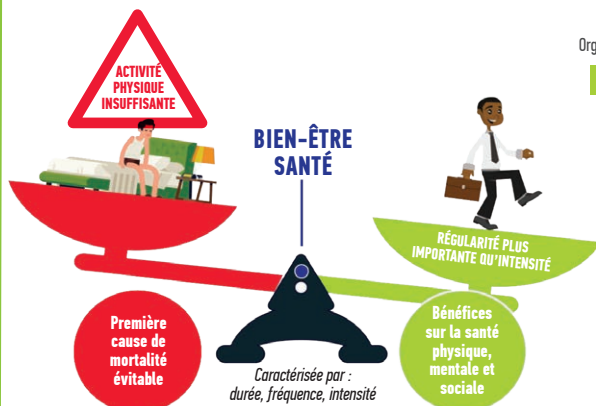 Org
ACTIVITÉ
PHYSIQUE
INSUFFISANTE
BIEN-ÊTRE
SANTÉ
RÉGULARITÉ PLUS
IMPORTANTE QU'INTENSITÉ
Première
cause de
mortalité
évitable
Caractérisée par :
durée, fréquence, intensité
Bénéfices
sur la santé
physique,
mentale et
sociale